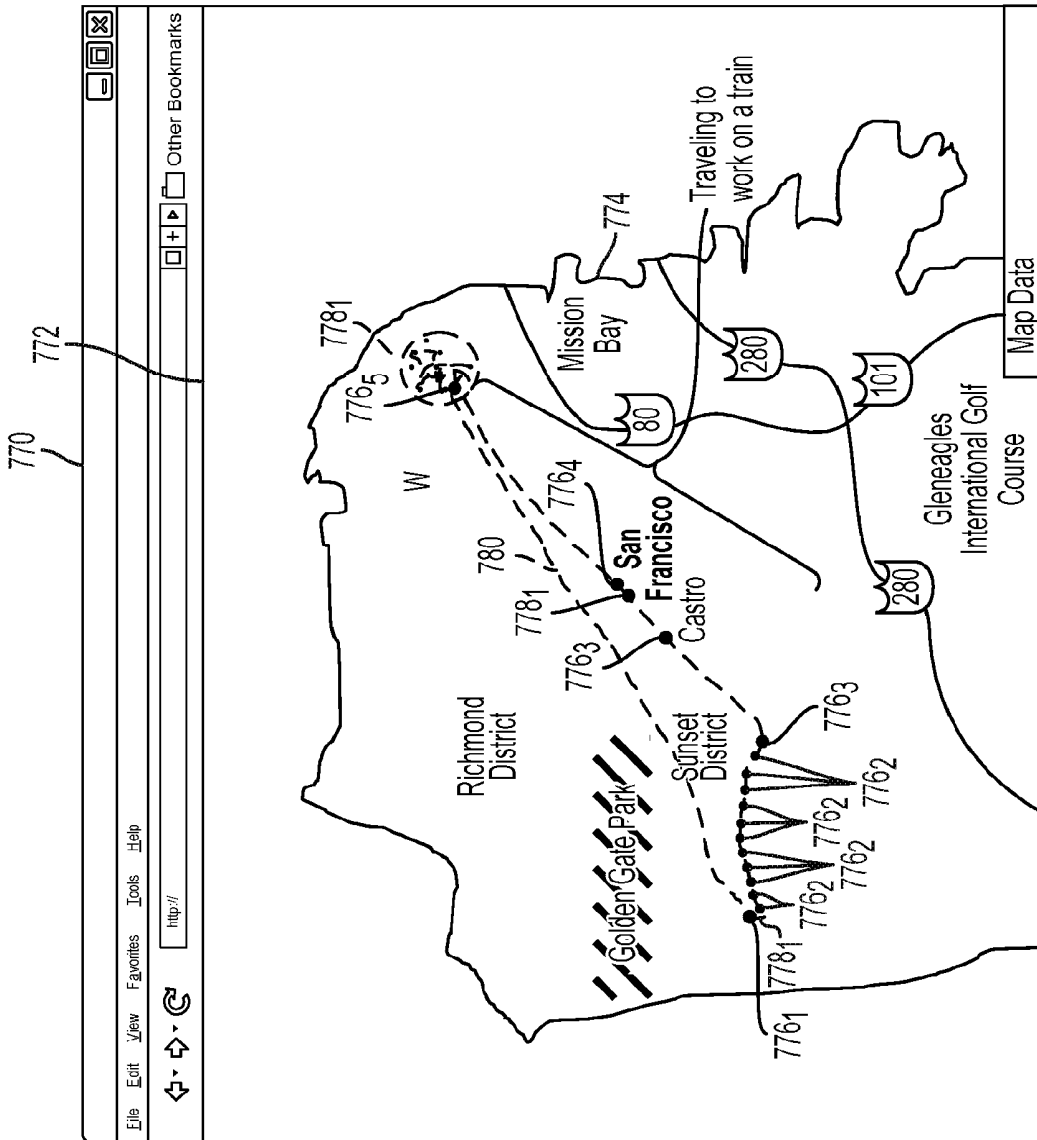 770
772
File Edit View Favorites Tools Help
http://
Other Bookmarks
7781
7765
W
Mission
Bay
774
80
280
101
280
Traveling to
work on a train
780
7764
7781
San
Francisco
7763
Castro
Richmond
District
Golden Gate Park
Sunset
District
7763
7762
7762
7762
7762
7781
7761
Gleneagles
International Golf
Course
Map Data